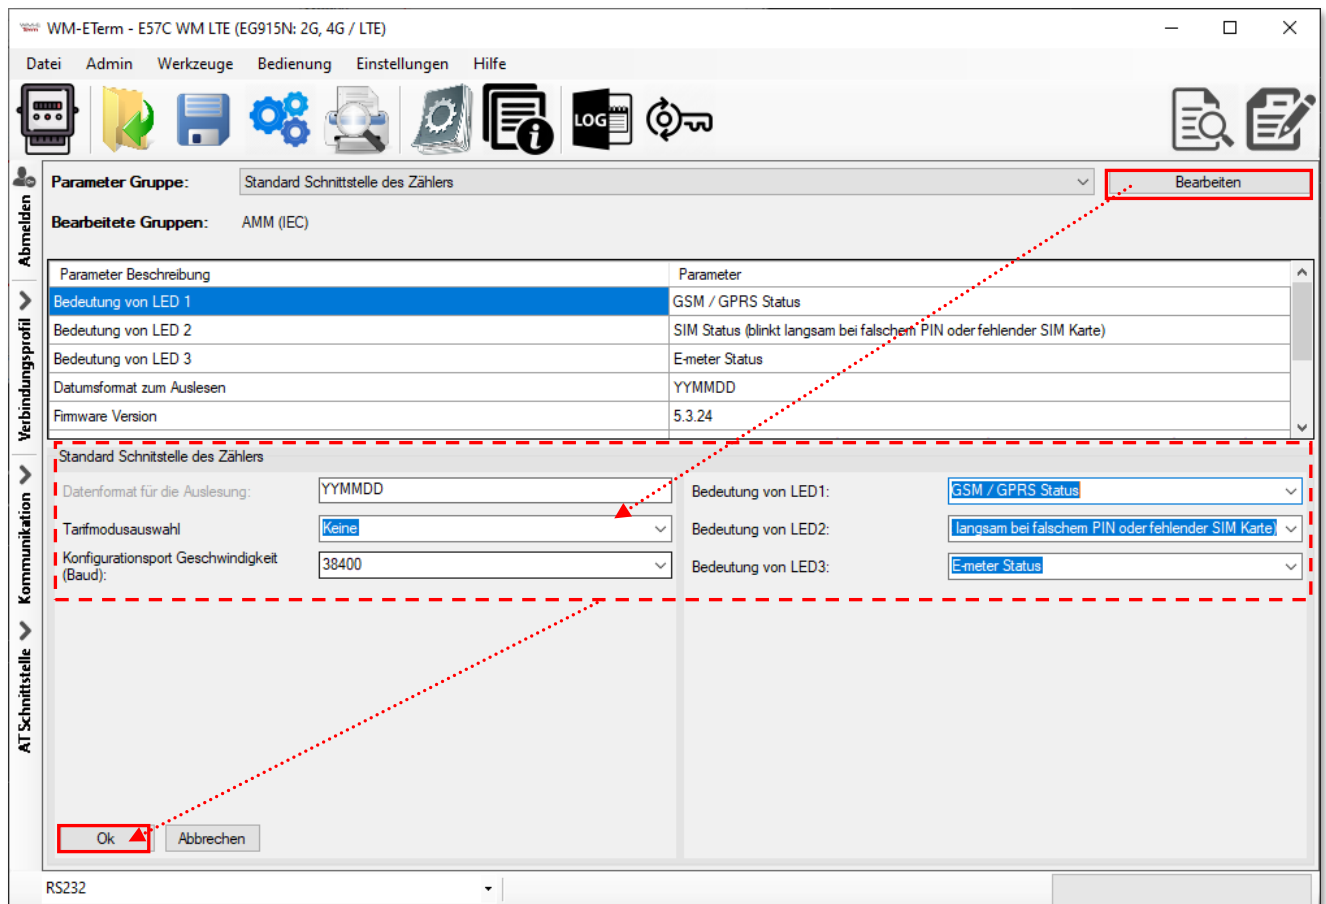 WM-ETerm - E57C WM LTE (EG915N: 2G, 4G / LTE)
Datei Admin Werkzeuge Bedienung Einstellungen Hilfe
LOG
Abmelden
Verbindungsprofil
Kommunikation
AT Schnittstelle
Parameter Gruppe: Standard Schnittstelle des Zählers Bearbeiten
Bearbeitete Gruppen: AMM (IEC)
Parameter Beschreibung Parameter
Bedeutung von LED 1 GSM / GPRS Status
Bedeutung von LED 2 SIM Status (blinkt langsam bei falschem PIN oder fehlender SIM Karte)
Bedeutung von LED 3 E-meter Status
Datumsformat zum Auslesen YYMMDD
Firmware Version 5.3.24
Standard Schnitstelle des Zählers
Datenformat für die Auslesung: YYMMDD Bedeutung von LED1: GSM / GPRS Status
Tarifmodusauswahl Keine Bedeutung von LED2: langsam bei falschem PIN oder fehlender SIM Karte)
Konfigurationsport Geschwindigkeit
(Baud): 38400 Bedeutung von LED3: E-meter Status
Ok Abbrechen
RS232